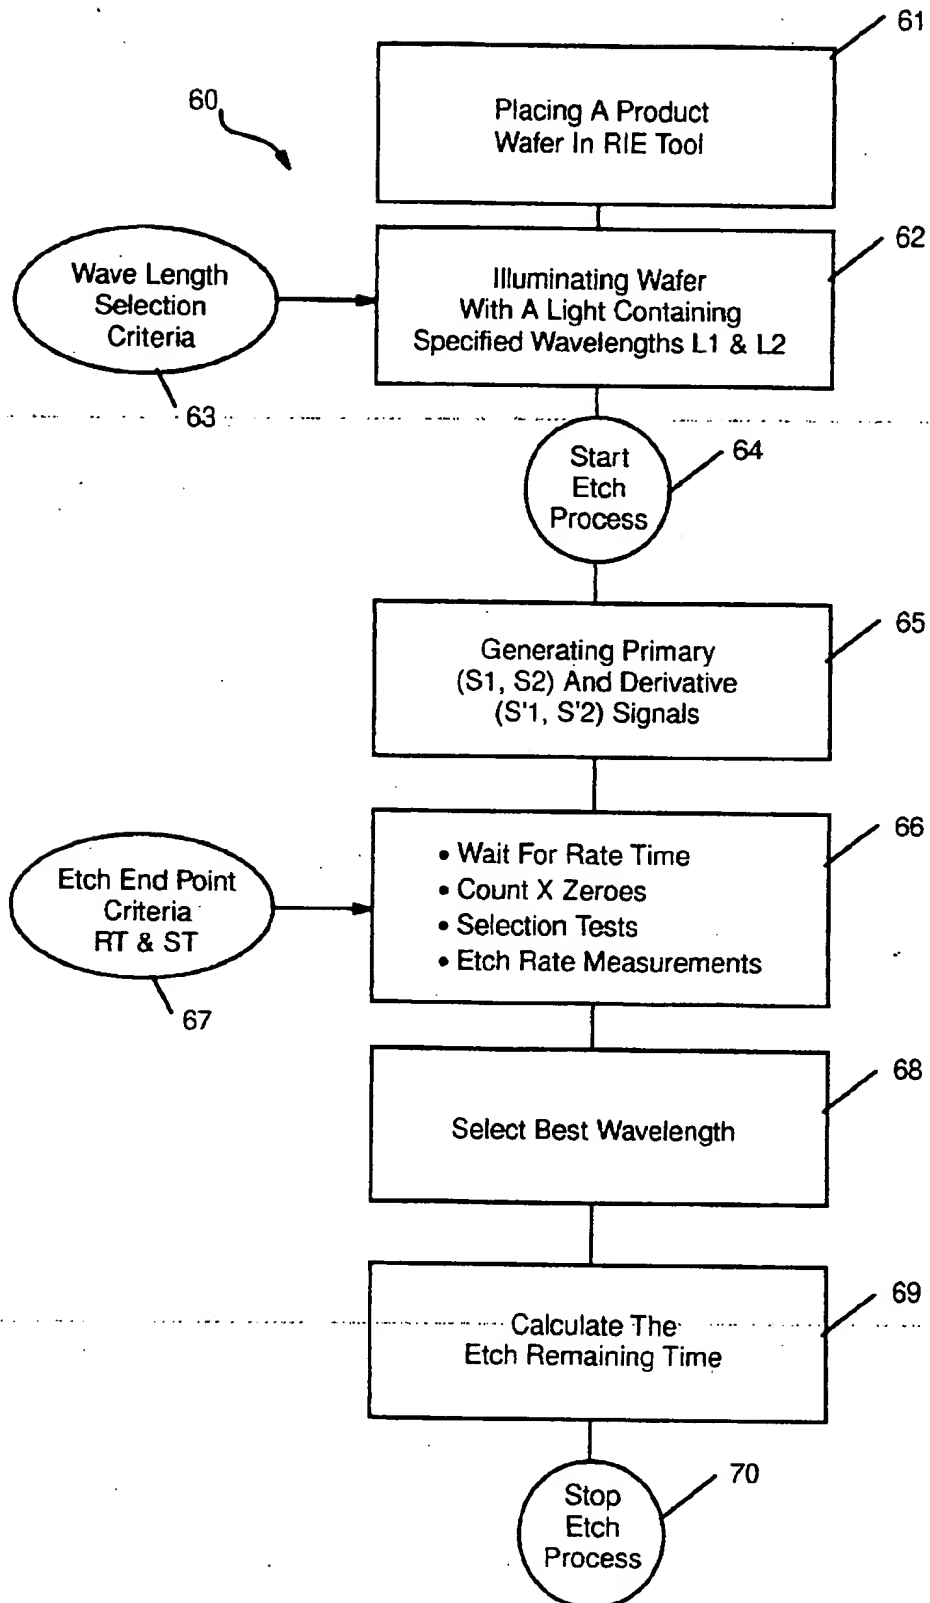 61
Placing A Product
Wafer In RIE Tool
60
62
Wave Length
Selection
Criteria
63
Illuminating Wafer
With A Light Containing
Specified Wavelengths L1 & L2
Start
Etch
Process
64
65
Generating Primary
(S1, S2) And Derivative
(S'1, S'2) Signals
66
• Wait For Rate Time
• Count X Zeroes
• Selection Tests
• Etch Rate Measurements
Etch End Point
Criteria
RT & ST
67
68
Select Best Wavelength
69
Calculate The
Etch Remaining Time
70
Stop
Etch
Process